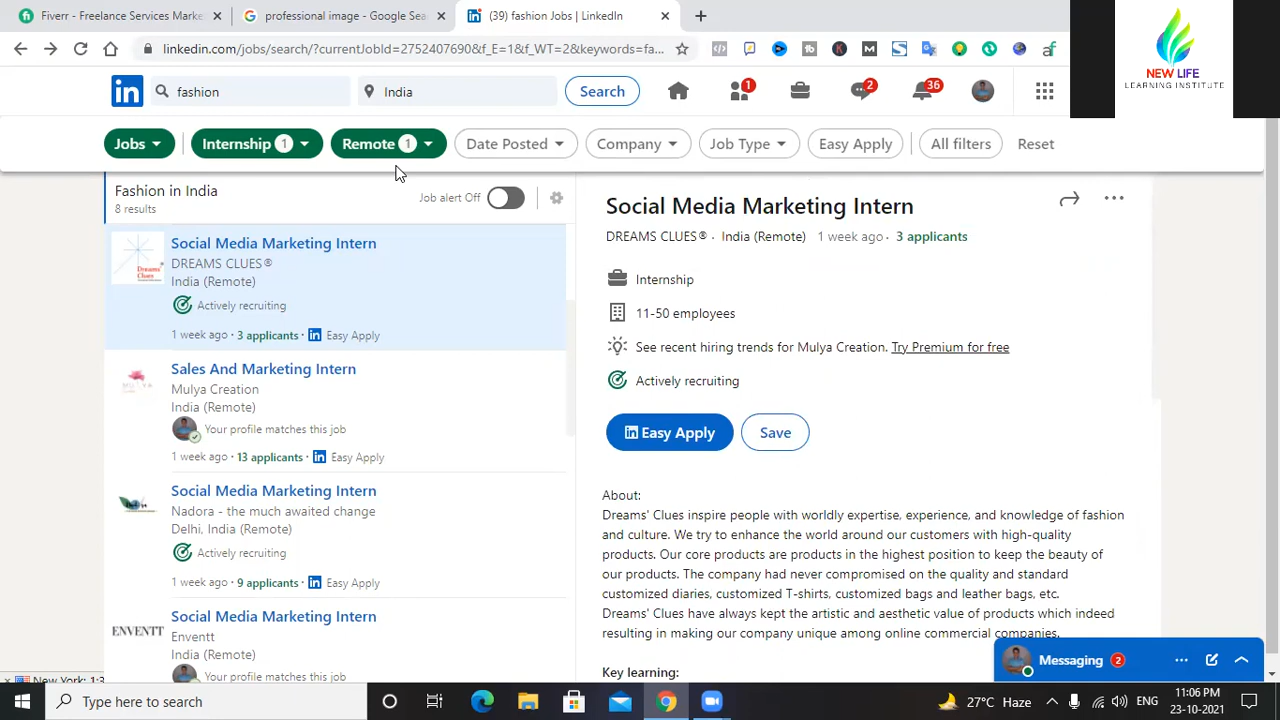 Fiverr - Freelance Services Marke
professional image - Google Sea
(39) fashion Jobs | LinkedIn
linkedin.com/jobs/search/?currentJobId=2752407690&f_E=1&f_WT=2&keywords=fa...
NEW LIFE
LEARNING INSTITUTE
in
fashion
India
Search
1
2
36
Jobs
Internship 1
Remote 1
Date Posted
Company
Job Type
Easy Apply
All filters
Reset
Fashion in India
8 results
Job alert Off
Social Media Marketing Intern
DREAMS CLUES®
India (Remote)
Actively recruiting
1 week ago · 3 applicants · in Easy Apply
Sales And Marketing Intern
Mulya Creation
India (Remote)
Your profile matches this job
1 week ago · 13 applicants · in Easy Apply
Social Media Marketing Intern
Nadora - the much awaited change
Delhi, India (Remote)
Actively recruiting
1 week ago · 9 applicants · in Easy Apply
ENVENTT
Social Media Marketing Intern
Enventt
India (Remote)
Your profile matches this job
Social Media Marketing Intern
DREAMS CLUES® · India (Remote) 1 week ago · 3 applicants
Internship
11-50 employees
See recent hiring trends for Mulya Creation. Try Premium for free
Actively recruiting
in Easy Apply
Save
About:
Dreams' Clues inspire people with worldly expertise, experience, and knowledge of fashion
and culture. We try to enhance the world around our customers with high-quality
products. Our core products are products in the highest position to keep the beauty of
our products. The company had never compromised on the quality and standard
customized diaries, customized T-shirts, customized bags and leather bags, etc.
Dreams' Clues have always kept the artistic and aesthetic value of products which indeed
resulting in making our company unique among online commercial companies.
Key learning:
Messaging 2
New York: 1:3
Type here to search
27°C Haze
ENG
11:06 PM
23-10-2021